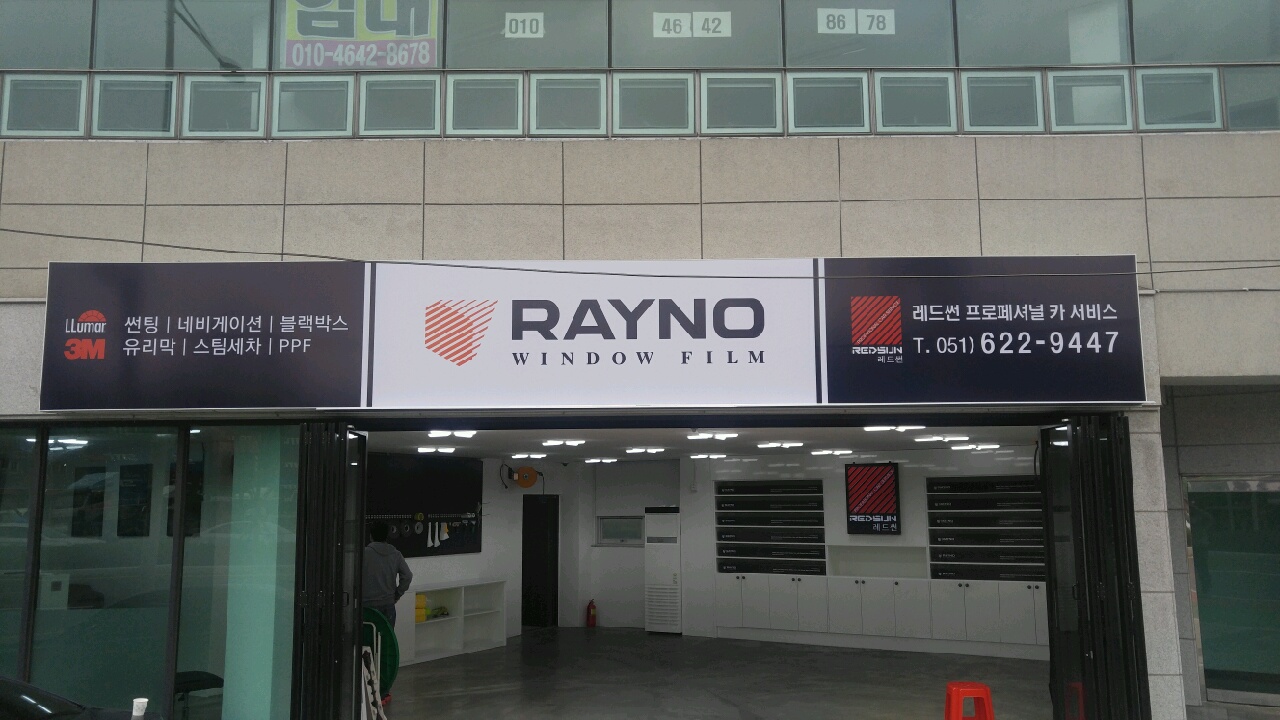 임대
010-4642-8678
010
46 42
86 78
LLumar
3M
썬팅 | 네비게이션 | 블랙박스
유리막 | 스팀세차 | PPF
RAYNO
WINDOW FILM
REDSUN
레드썬
레드썬 프로페셔널 카 서비스
T. 051) 622-9447
REDSUN
레드썬